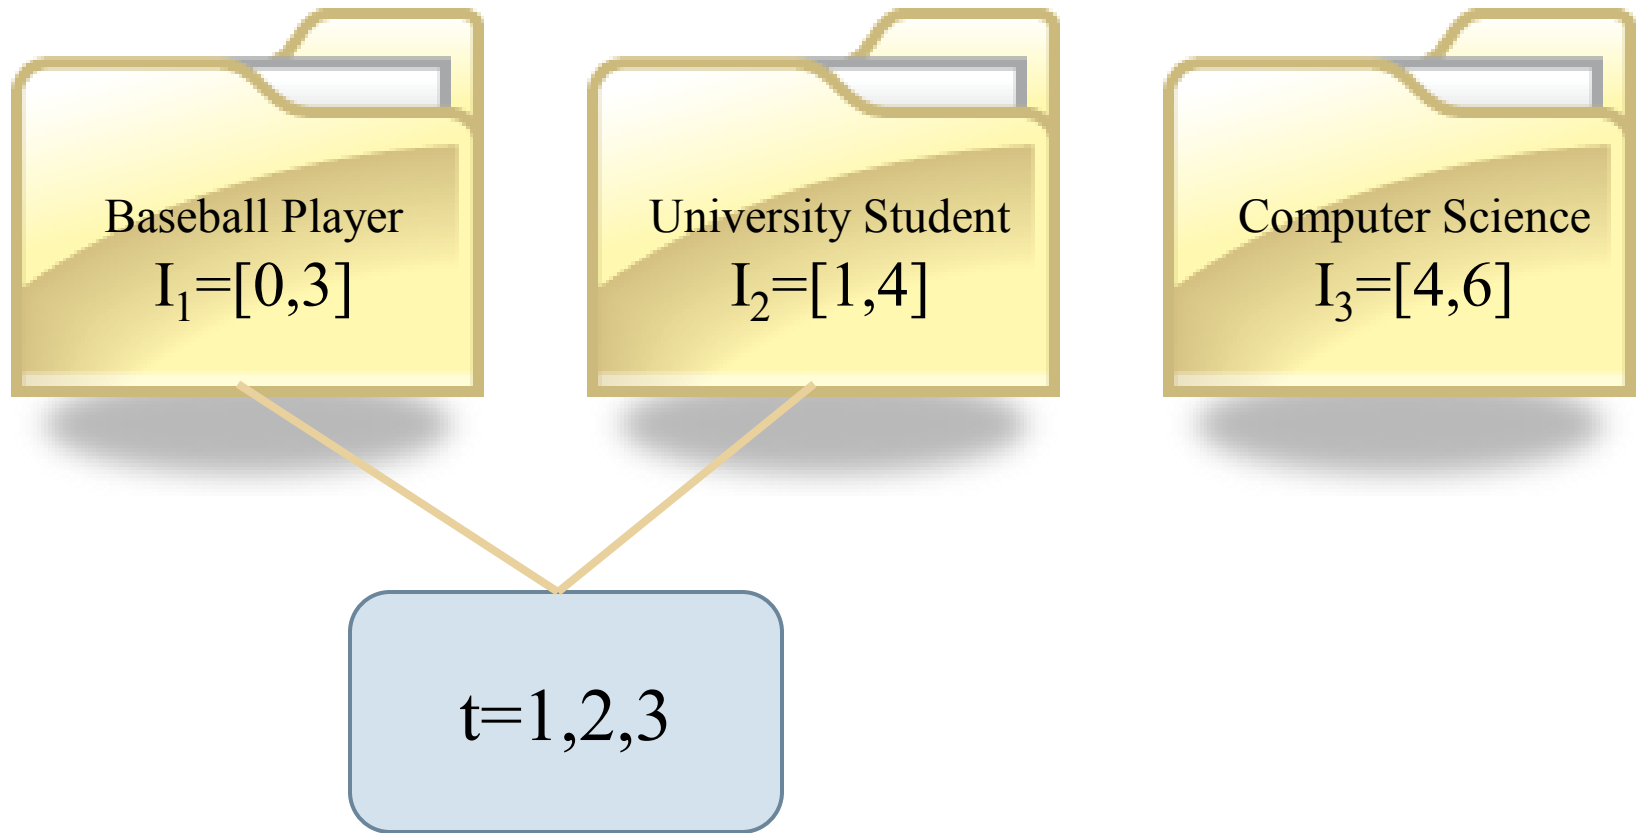 Baseball Player
I₁=[0,3]
University Student
I₂=[1,4]
Computer Science
I₃=[4,6]
t=1,2,3